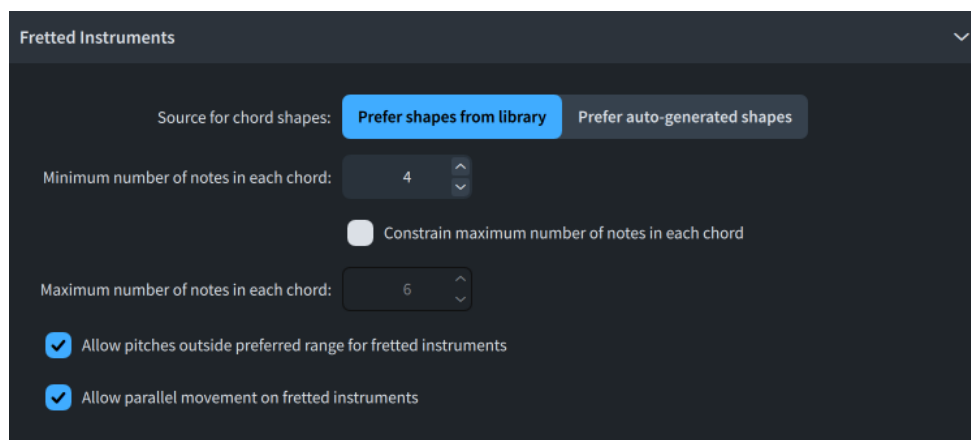 Fretted Instruments
Source for chord shapes: Prefer shapes from library Prefer auto-generated shapes
Minimum number of notes in each chord: 4
Constrain maximum number of notes in each chord
Maximum number of notes in each chord: 6
Allow pitches outside preferred range for fretted instruments
Allow parallel movement on fretted instruments